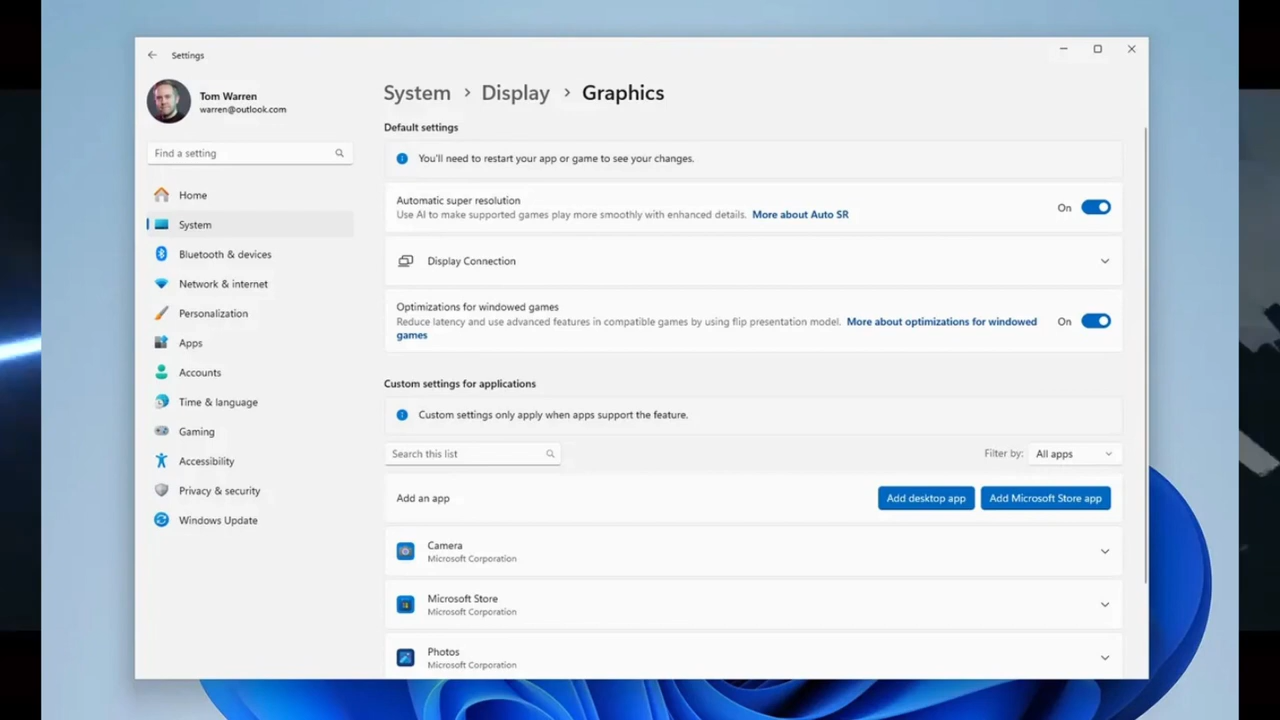 Settings
Tom Warren
warren@outlook.com
Find a setting
Home
System
Bluetooth & devices
Network & internet
Personalization
Apps
Accounts
Time & language
Gaming
Accessibility
Privacy & security
Windows Update
System > Display > Graphics
Default settings
You'll need to restart your app or game to see your changes.
Automatic super resolution
Use AI to make supported games play more smoothly with enhanced details. More about Auto SR
On
Display Connection
Optimizations for windowed games
Reduce latency and use advanced features in compatible games by using flip presentation model. More about optimizations for windowed
games
On
Custom settings for applications
Custom settings only apply when apps support the feature.
Search this list
Filter by: All apps
Add an app
Add desktop app
Add Microsoft Store app
Camera
Microsoft Corporation
Microsoft Store
Microsoft Corporation
Photos
Microsoft Corporation